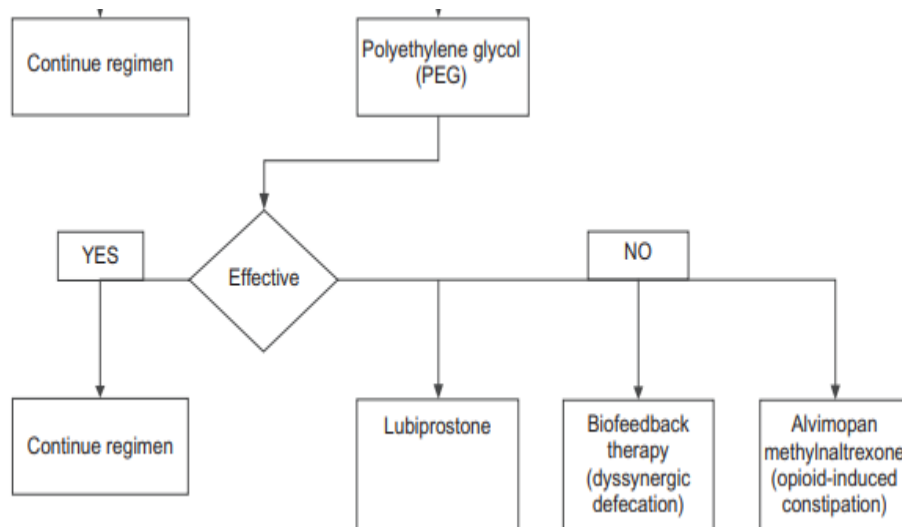 Continue regimen
Polyethylene glycol
(PEG)
YES
Effective
NO
Continue regimen
Lubiprostone
Biofeedback
therapy
(dyssynergic
defecation)
Alvimopan
methylnaltrexone
(opioid-induced
constipation)